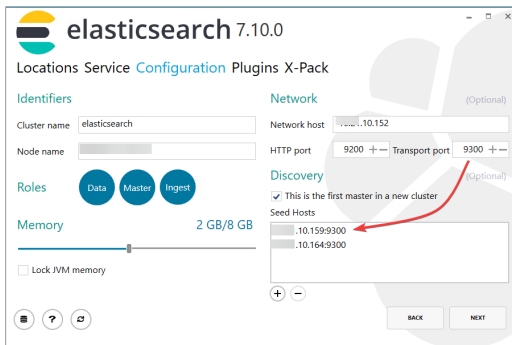 elasticsearch 7.10.0
Locations Service Configuration Plugins X-Pack
Identifiers
Cluster name elasticsearch
Node name
Roles Data Master Ingest
Memory 2 GB/8 GB
Lock JVM memory
Network (Optional)
Network host .10.152
HTTP port 9200 Transport port 9300
Discovery (Optional)
This is the first master in a new cluster
Seed Hosts
.10.159:9300
.10.164:9300
BACK NEXT